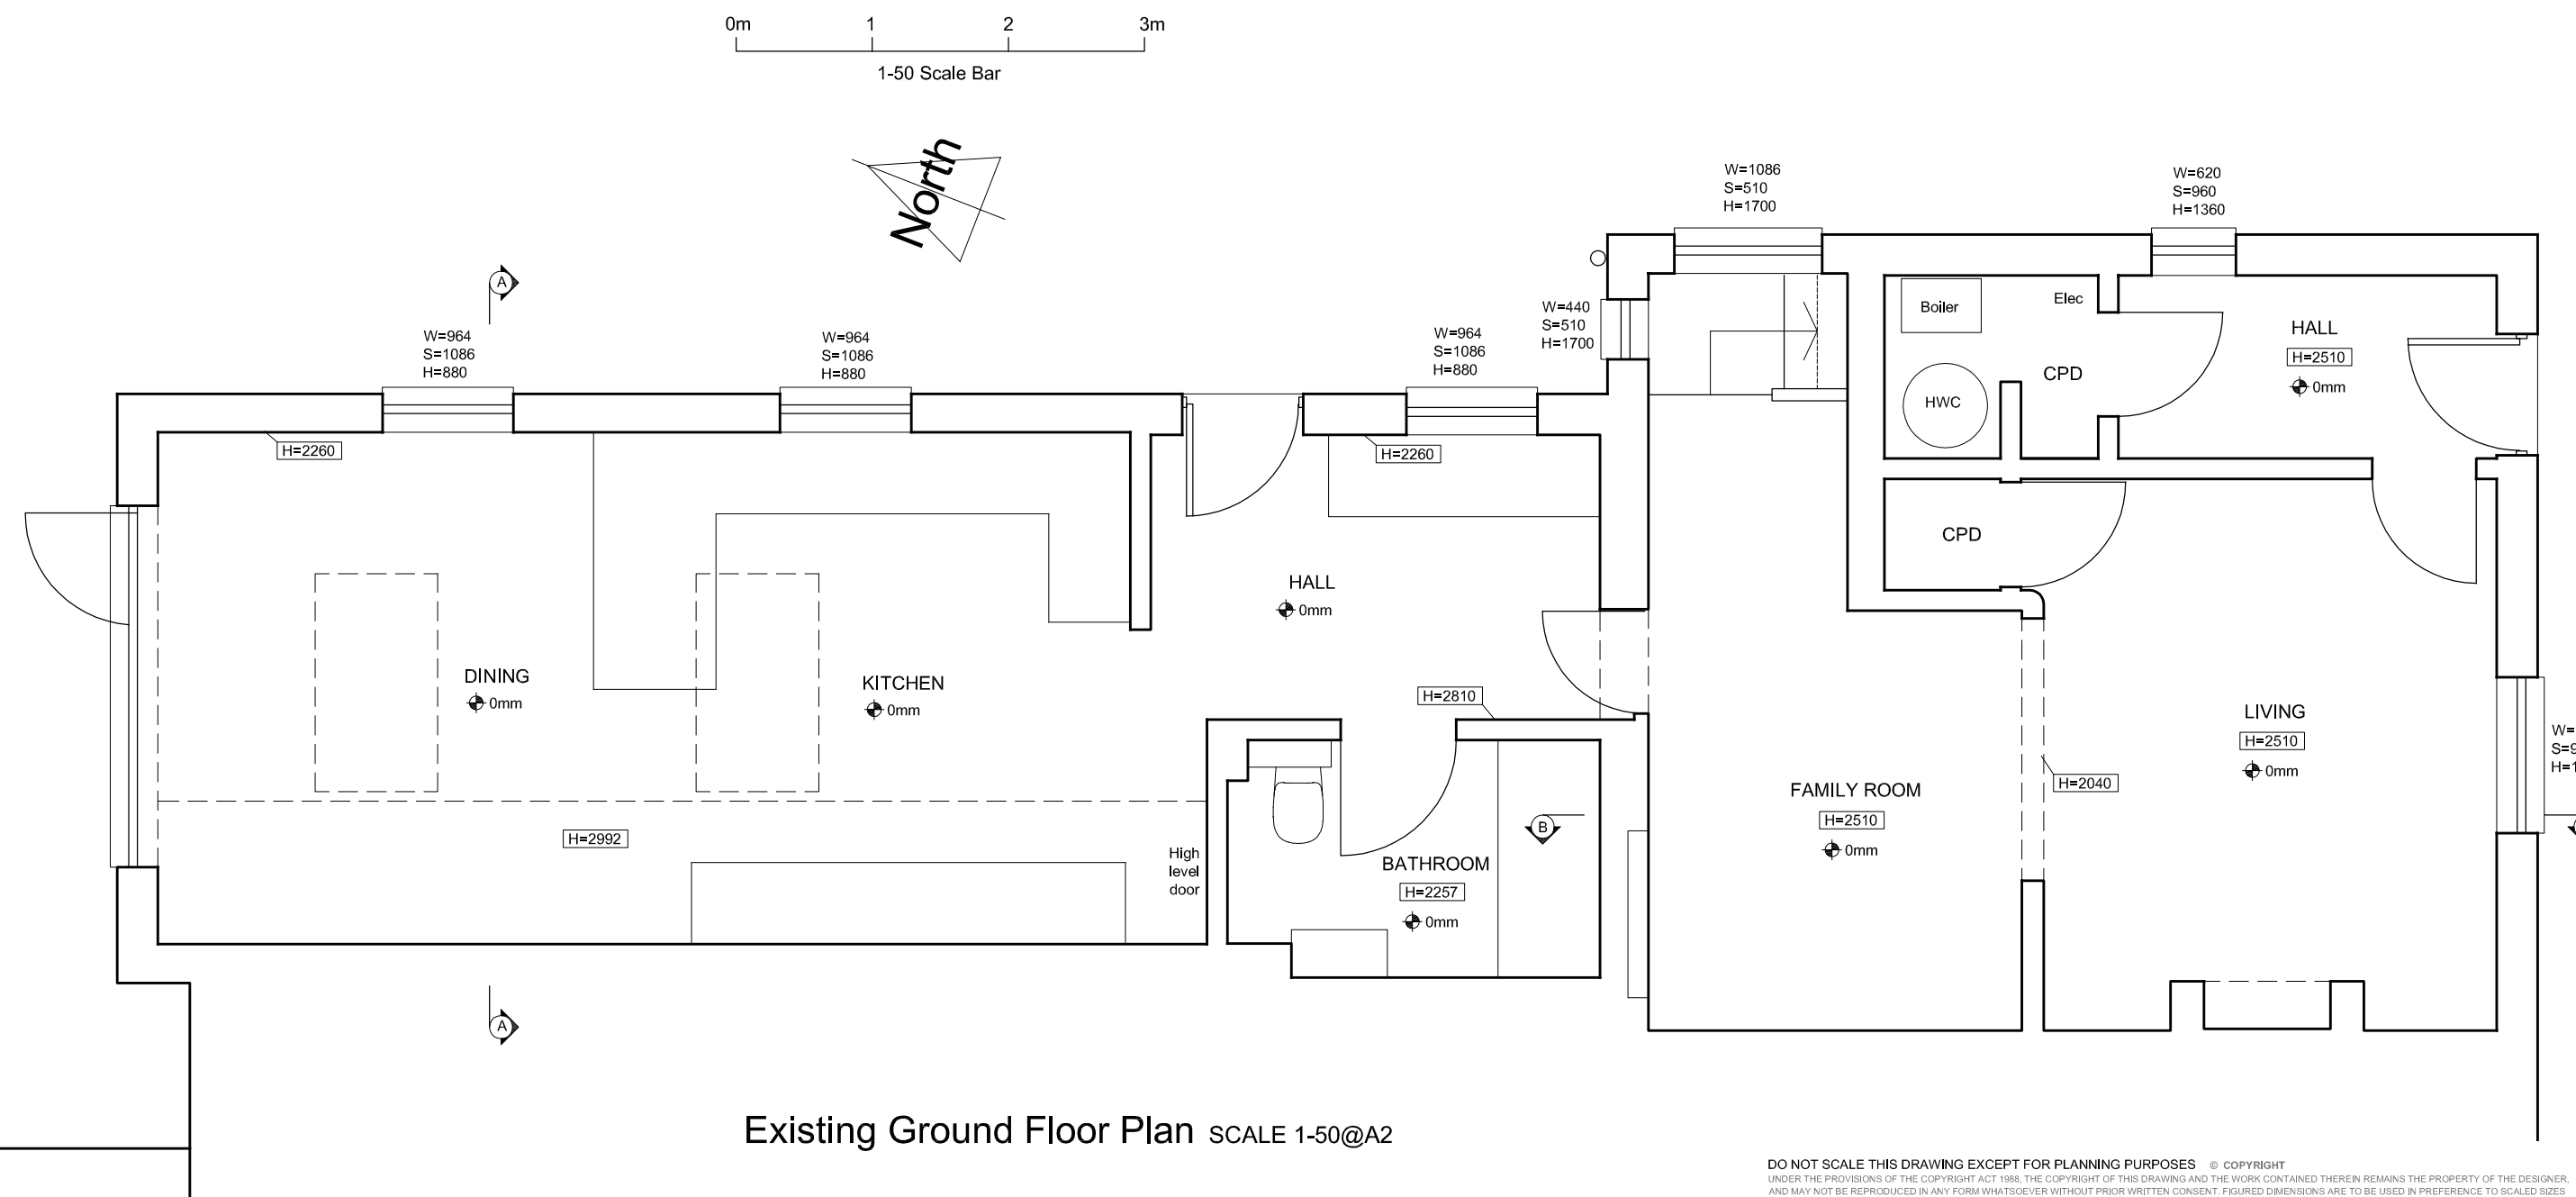 0m 1 2 3m
1-50 Scale Bar
North
W=1086
S=510
H=1700
W=620
S=960
H=1360
A
W=964
S=1086
H=880
W=964
S=1086
H=880
W=964
S=1086
H=880
W=440
S=510
H=1700
Boiler
Elec
HALL
H=2510
0mm
CPD
HWC
H=2260
H=2260
CPD
HALL
0mm
DINING
0mm
KITCHEN
0mm
H=2810
LIVING
H=2510
0mm
W=
S=9
H=1
H=2040
FAMILY ROOM
H=2510
0mm
H=2992
High
level
door
B
BATHROOM
H=2257
0mm
A
Existing Ground Floor Plan SCALE 1-50@A2
DO NOT SCALE THIS DRAWING EXCEPT FOR PLANNING PURPOSES © COPYRIGHT
UNDER THE PROVISIONS OF THE COPYRIGHT ACT 1988, THE COPYRIGHT OF THIS DRAWING AND THE WORK CONTAINED THEREIN REMAINS THE PROPERTY OF THE DESIGNER,
AND MAY NOT BE REPRODUCED IN ANY FORM WHATSOEVER WITHOUT PRIOR WRITTEN CONSENT. FIGURED DIMENSIONS ARE TO BE USED IN PREFERENCE TO SCALED SIZES.